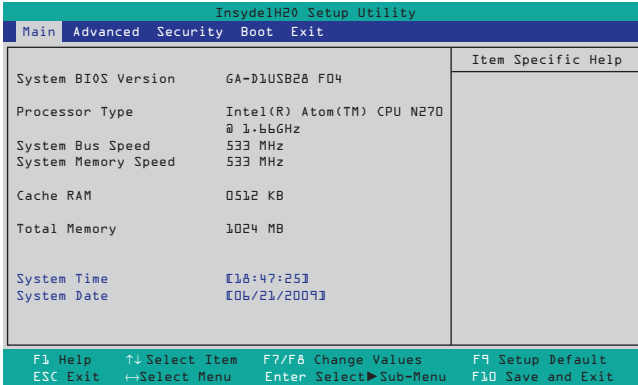 InsydelH20 Setup Utility
Main Advanced Security Boot Exit
Item Specific Help
System BIOS Version GA-D1USB28 F04
Processor Type Intel(R) Atom(TM) CPU N270
@ 1.66GHz
System Bus Speed 533 MHz
System Memory Speed 533 MHz
Cache RAM 0512 KB
Total Memory 1024 MB
System Time [18:47:25]
System Date [06/21/2009]
F1 Help ↑↓ Select Item F7/F8 Change Values F9 Setup Default
ESC Exit ↔Select Menu Enter Select►Sub-Menu F10 Save and Exit